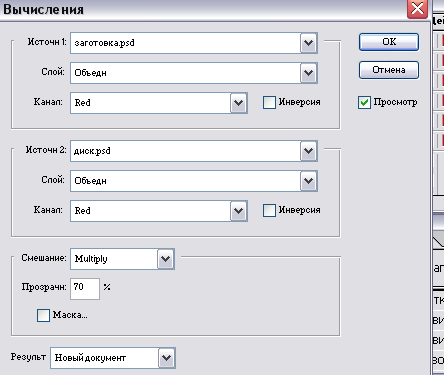 Вычисления
Источн 1: заготовка.psd OK
Слой: Объедн Отмена
Канал: Red Инверсия Просмотр
Источн 2: диск.psd
Слой: Объедн
Канал: Red Инверсия
Смешание: Multiply
Прозрачн: 70 %
Маска...
Результ Новый документ